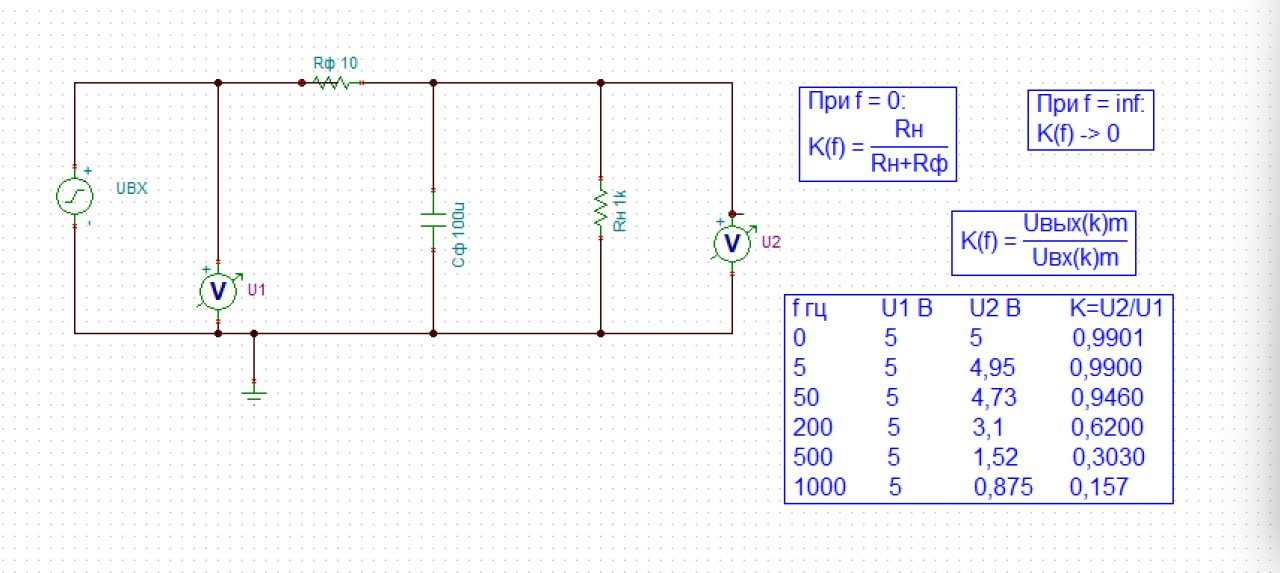 Rф 10
+
UBX
-
+
V
U1
Cф 100u
Rн 1k
+
V
U2
При f = 0:
K(f) = Rн
Rн+Rф
При f = inf:
K(f) -> 0
K(f) = Uвых(k)m
Uвх(k)m
f гц U1 В U2 В K=U2/U1
0 5 5 0,9901
5 5 4,95 0,9900
50 5 4,73 0,9460
200 5 3,1 0,6200
500 5 1,52 0,3030
1000 5 0,875 0,157